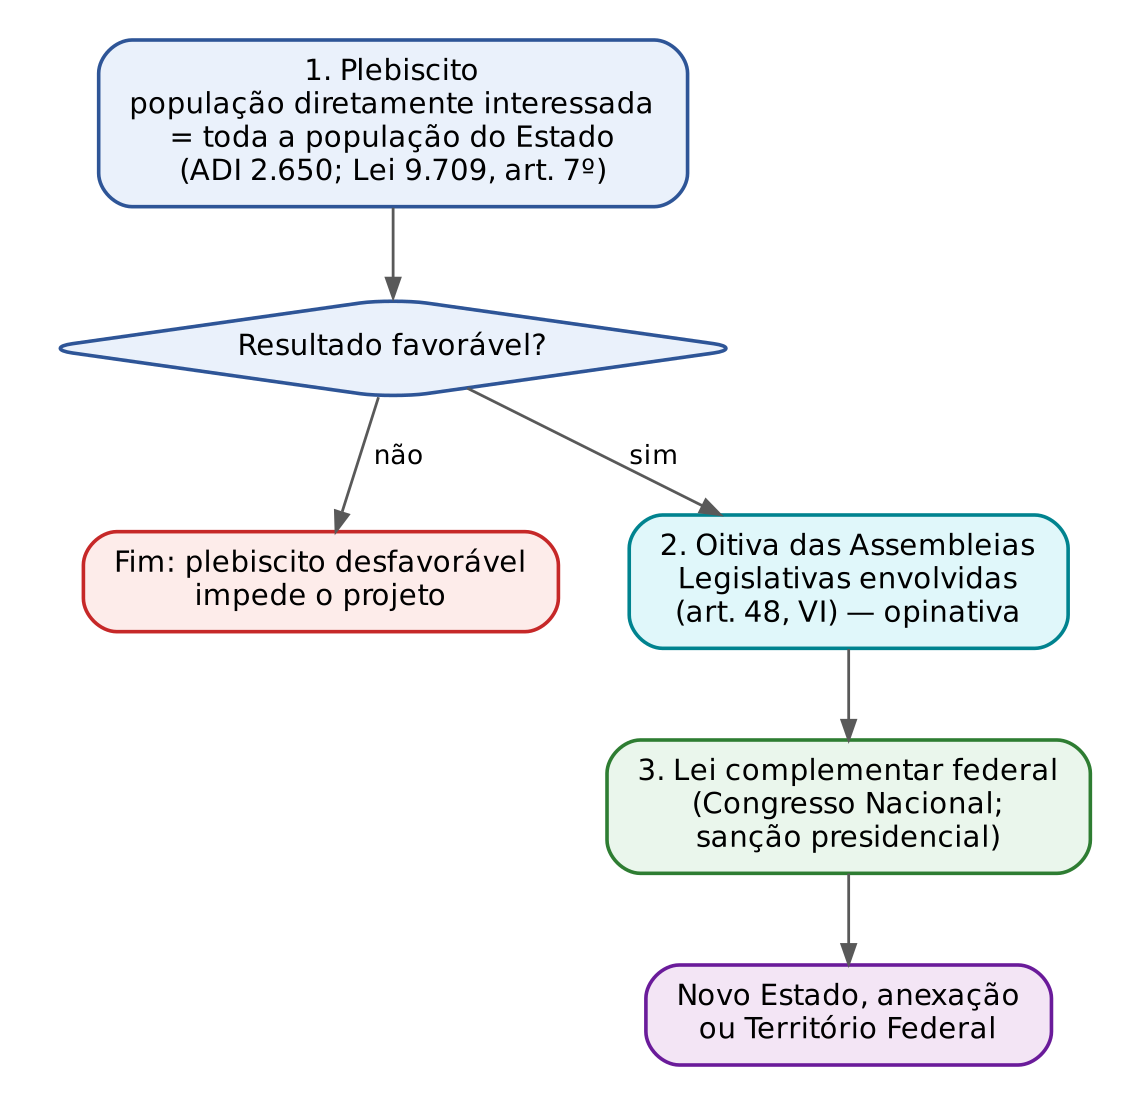 1. Plebiscito
população diretamente interessada
= toda a população do Estado
(ADI 2.650; Lei 9.709, art. 7º)
Resultado favorável?
não
sim
Fim: plebiscito desfavorável
impede o projeto
2. Oitiva das Assembleias
Legislativas envolvidas
(art. 48, VI) — opinativa
3. Lei complementar federal
(Congresso Nacional;
sanção presidencial)
Novo Estado, anexação
ou Território Federal